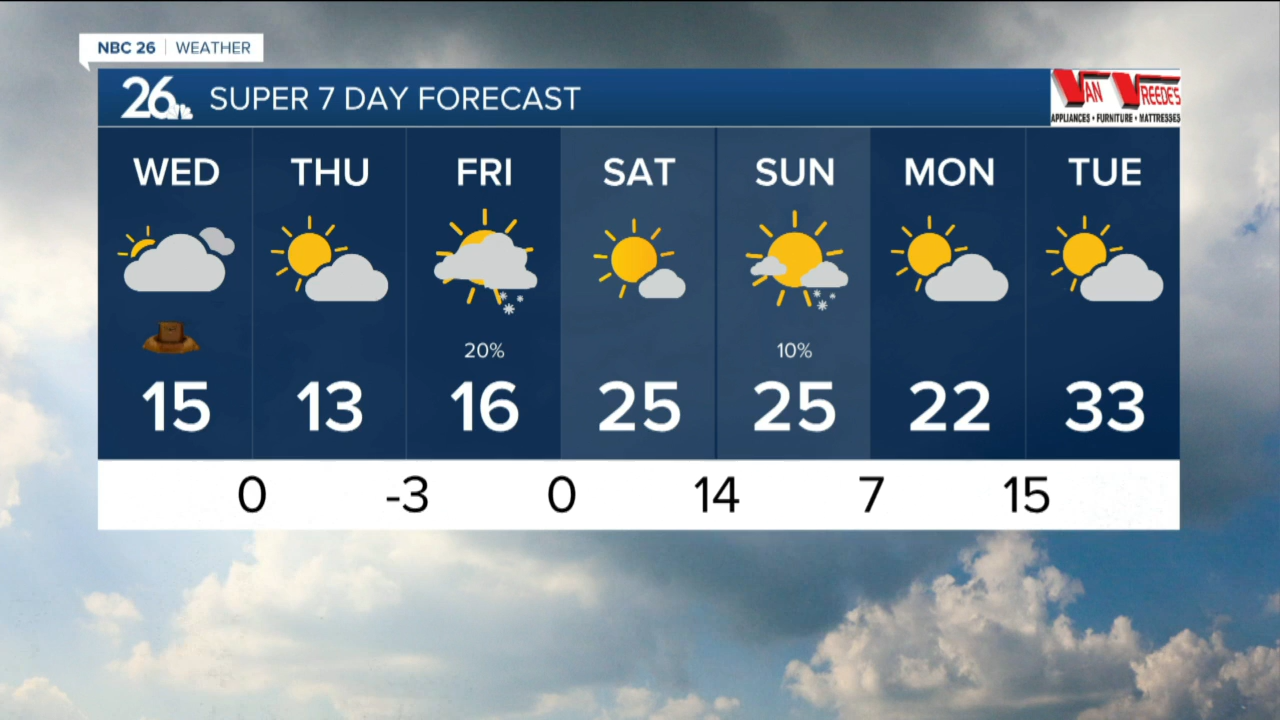 NBC 26 | WEATHER
26 SUPER 7 DAY FORECAST
VAN VREEDE'S
APPLIANCES • FURNITURE • MATTRESSES
WED THU FRI SAT SUN MON TUE
20% 10%
15 13 16 25 25 22 33
0 -3 0 14 7 15